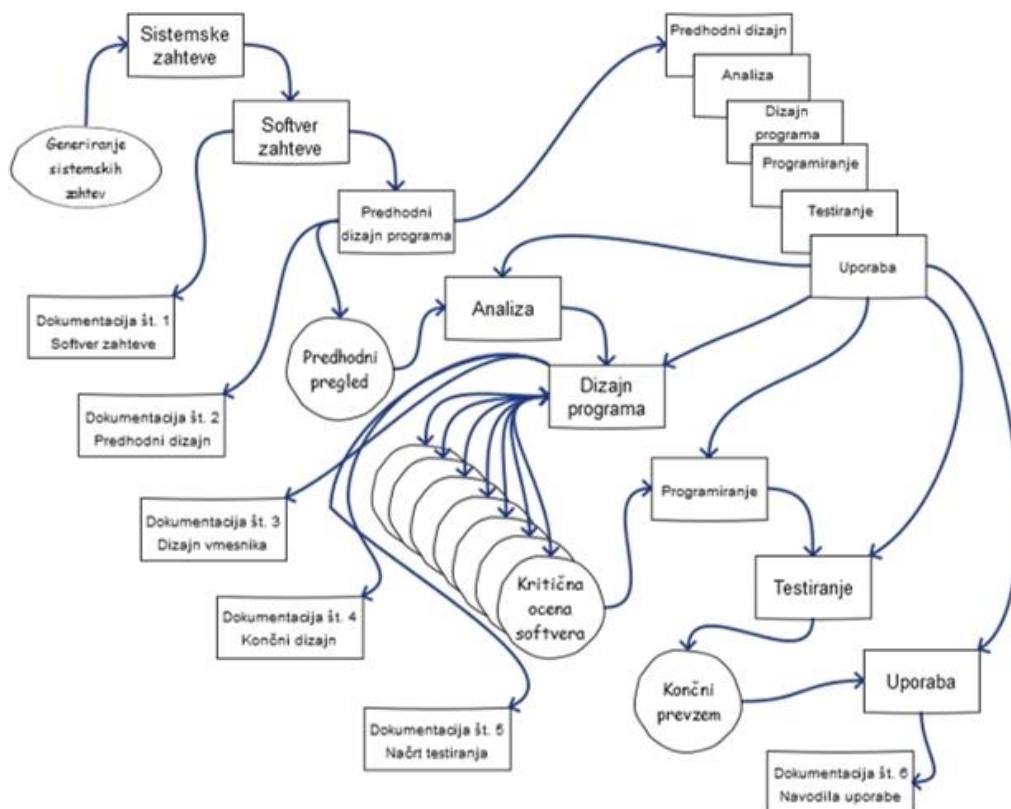 Sistemske
zahteve
Predhodni dizajn
Analiza
Dizajn
programa
Softver
zahteve
Generiranje
sistemskih
zahtev
Programiranje
Predhodni
dizajn programa
Testiranje
Uporaba
Dokumentacija št. 1
Softver zahteve
Analiza
Predhodni
pregled
Dizajn
programa
Dokumentacija št. 2
Predhodni dizajn
Programiranje
Dokumentacija št. 3
Dizajn vmesnika
Kritična
ocena
softvera
Testiranje
Dokumentacija št. 4
Končni dizajn
Končni
prevzem
Uporaba
Dokumentacija št. 5
Načrt testiranja
Dokumentacija št. 6
Navodila uporabe